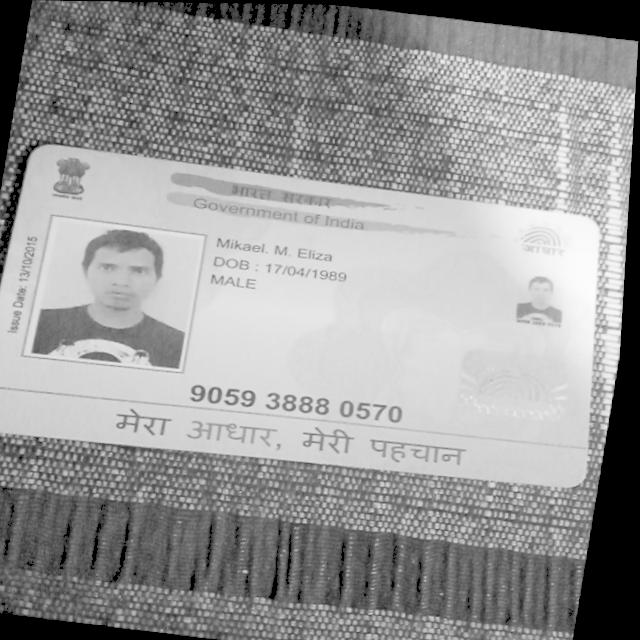 भारत सरकार
Government of India
Issue Date: 13/10/2015
Mikael. M. Eliza
DOB : 17/04/1989
MALE
9059 3888 0570
मेरा आधार, मेरी पहचान